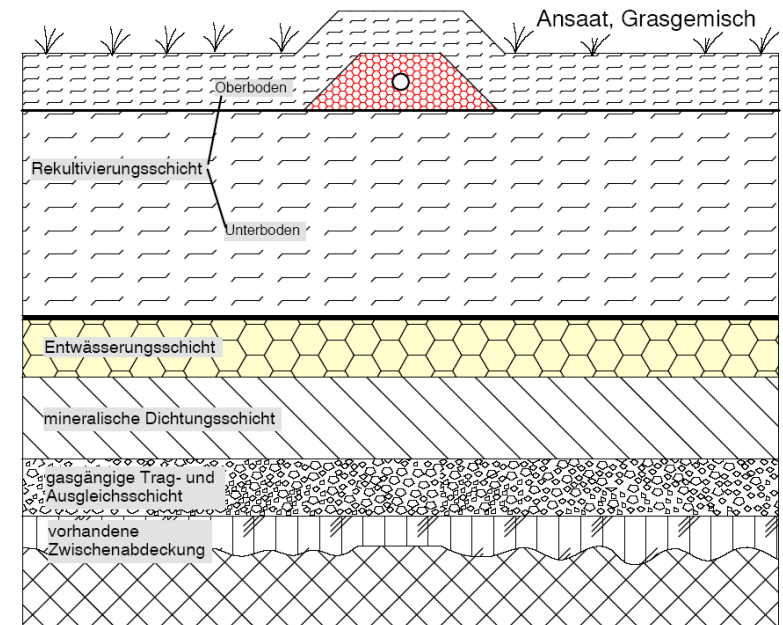 Ansaat, Grasgemisch
Oberboden
Rekultivierungsschicht
Unterboden
Entwässerungsschicht
mineralische Dichtungsschicht
gasgängige Trag- und
Ausgleichsschicht
vorhandene
Zwischenabdeckung